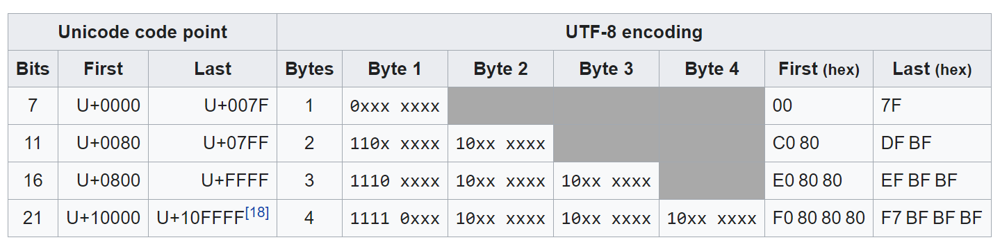 Unicode code point UTF-8 encoding
Bits First Last Bytes Byte 1 Byte 2 Byte 3 Byte 4 First (hex) Last (hex)
7 U+0000 U+007F 1 0xxx xxxx 00 7F
11 U+0080 U+07FF 2 110x xxxx 10xx xxxx C0 80 DF BF
16 U+0800 U+FFFF 3 1110 xxxx 10xx xxxx 10xx xxxx E0 80 80 EF BF BF
21 U+10000 U+10FFFF[18] 4 1111 0xxx 10xx xxxx 10xx xxxx 10xx xxxx F0 80 80 80 F7 BF BF BF